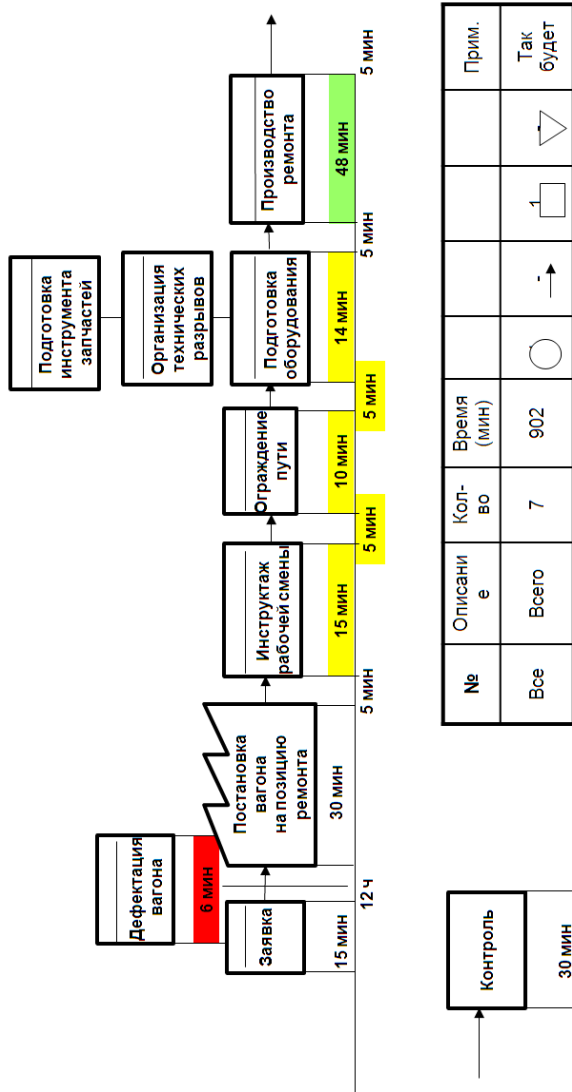 Дефектация
вагона
6 мин
Заявка
15 мин
12 ч
Постановка
вагона
на позицию
ремонта
30 мин
5 мин
Инструктаж
рабочей смены
15 мин
5 мин
Ограждение
пути
10 мин
5 мин
Подготовка
инструмента
запчастей
Организация
технических
разрывов
Подготовка
оборудования
14 мин
5 мин
Производство
ремонта
48 мин
5 мин
Контроль
30 мин
№
Описани
е
Кол-
во
Время
(мин)
Прим.
Все
Всего
7
902
-
1
-
Так
будет